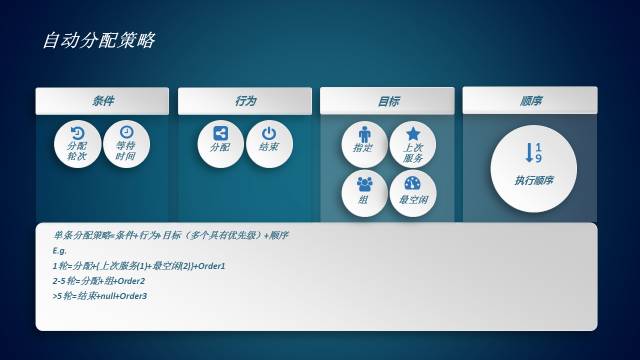 自动分配策略
条件
行为
目标
顺序
分配
轮次
等待
时间
分配
结束
指定
上次
服务
组
最空闲
1
9
执行顺序
单条分配策略=条件+行为+目标（多个具有优先级）+顺序
E.g.
1轮=分配+[上次服务(1)+最空闲(2)]+Order1
2-5轮=分配+组+Order2
>5轮=结束+null+Order3